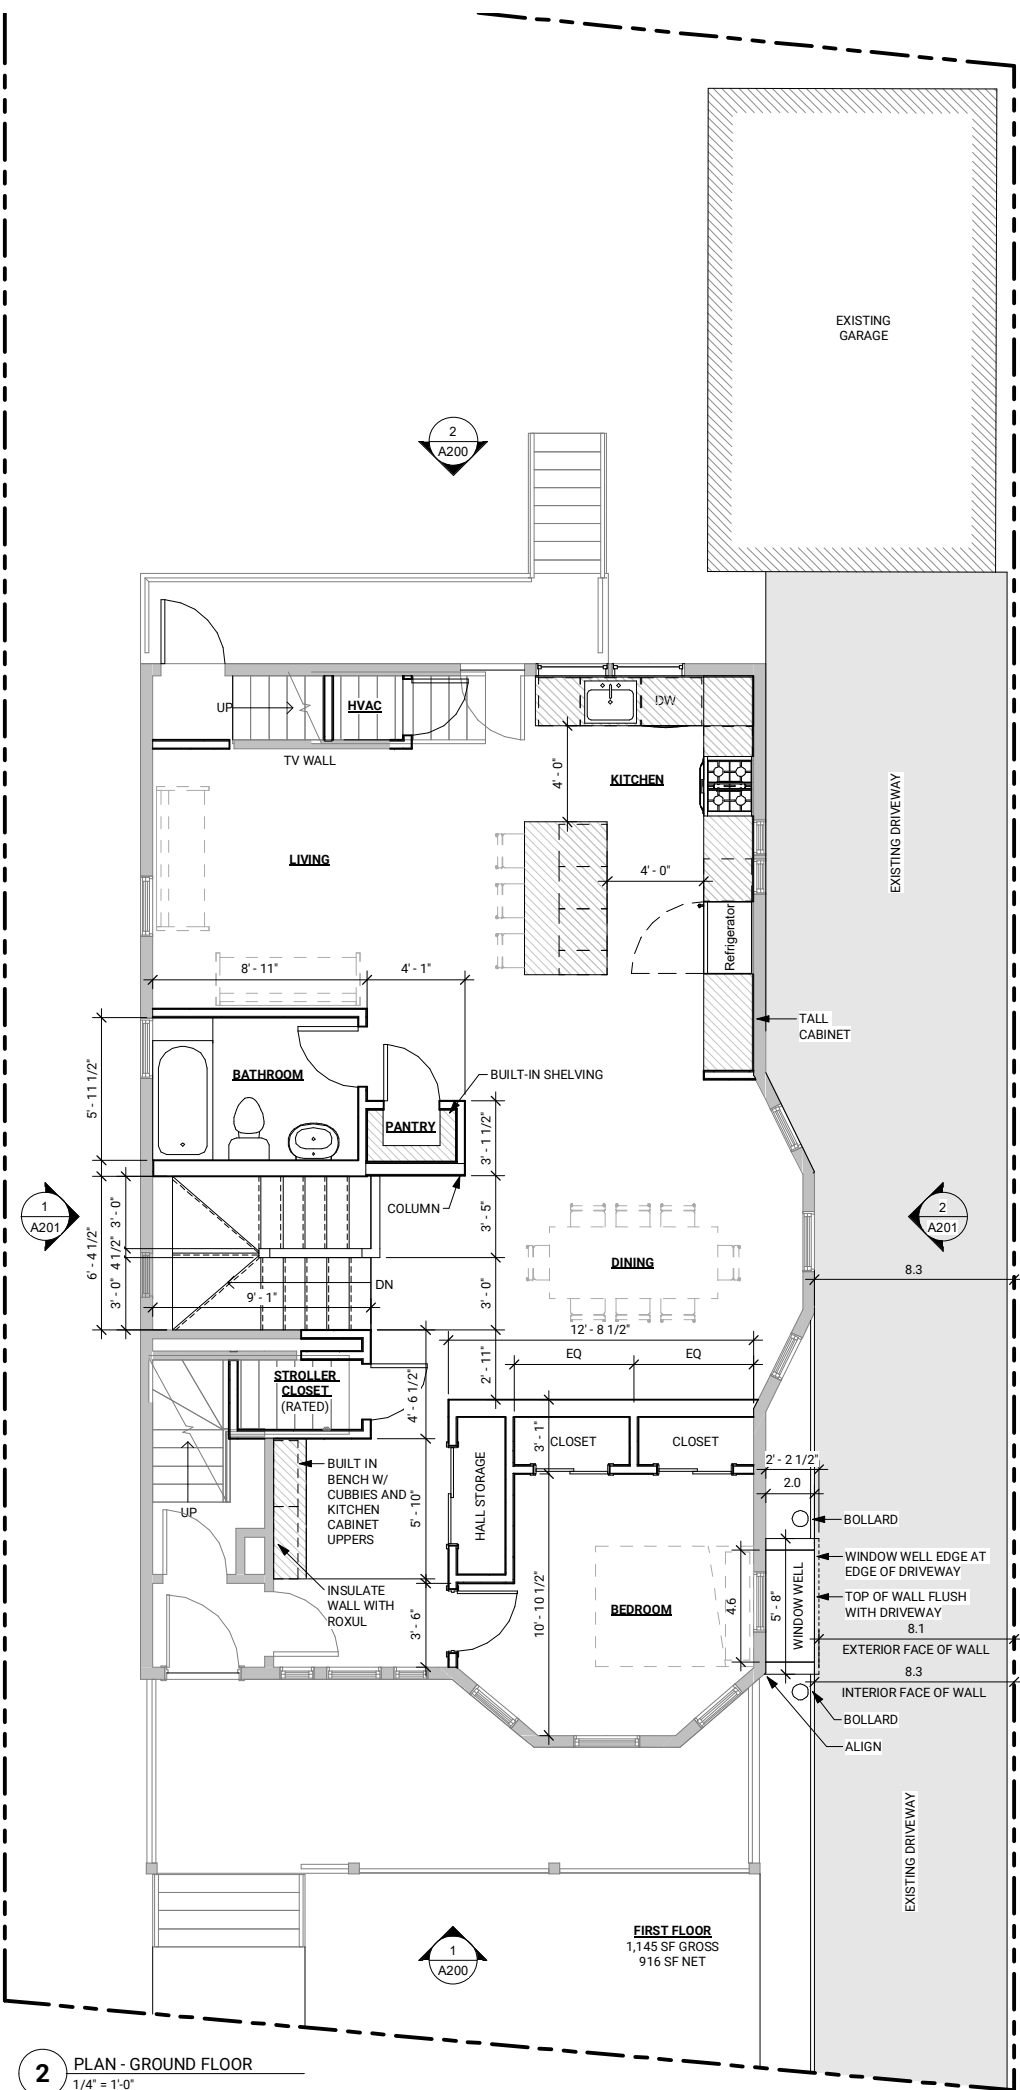 EXISTING
GARAGE
2
A200
UP
HVAC
DW
TV WALL
4' - 0"
KITCHEN
LIVING
4' - 0"
EXISTING DRIVEWAY
Refrigerator
8' - 11"
4' - 1"
TALL
CABINET
BATHROOM
BUILT-IN SHELVING
5' - 11 1/2"
PANTRY
3' - 1 1/2"
1
A201
COLUMN
3' - 0"
6' - 4 1/2"
4 1/2"
3' - 0"
3' - 5"
2
A201
DINING
8.3
DN
9' - 1"
3' - 0"
12' - 8 1/2"
2' - 11"
EQ
EQ
STROLLER
CLOSET
(RATED)
4' - 6 1/2"
3' - 1"
CLOSET
CLOSET
2' - 2 1/2"
2.0
BUILT IN
BENCH W/
CUBBIES AND
KITCHEN
CABINET
UPPERS
5' - 10"
HALL STORAGE
UP
BOLLARD
WINDOW WELL EDGE AT
EDGE OF DRIVEWAY
INSULATE
WALL WITH
ROXUL
3' - 6"
10' - 10 1/2"
BEDROOM
4.6
5' - 8"
WINDOW WELL
TOP OF WALL FLUSH
WITH DRIVEWAY
8.1
EXTERIOR FACE OF WALL
8.3
INTERIOR FACE OF WALL
BOLLARD
ALIGN
EXISTING DRIVEWAY
FIRST FLOOR
1,145 SF GROSS
916 SF NET
1
A200
2
PLAN - GROUND FLOOR
1/4" = 1'-0"